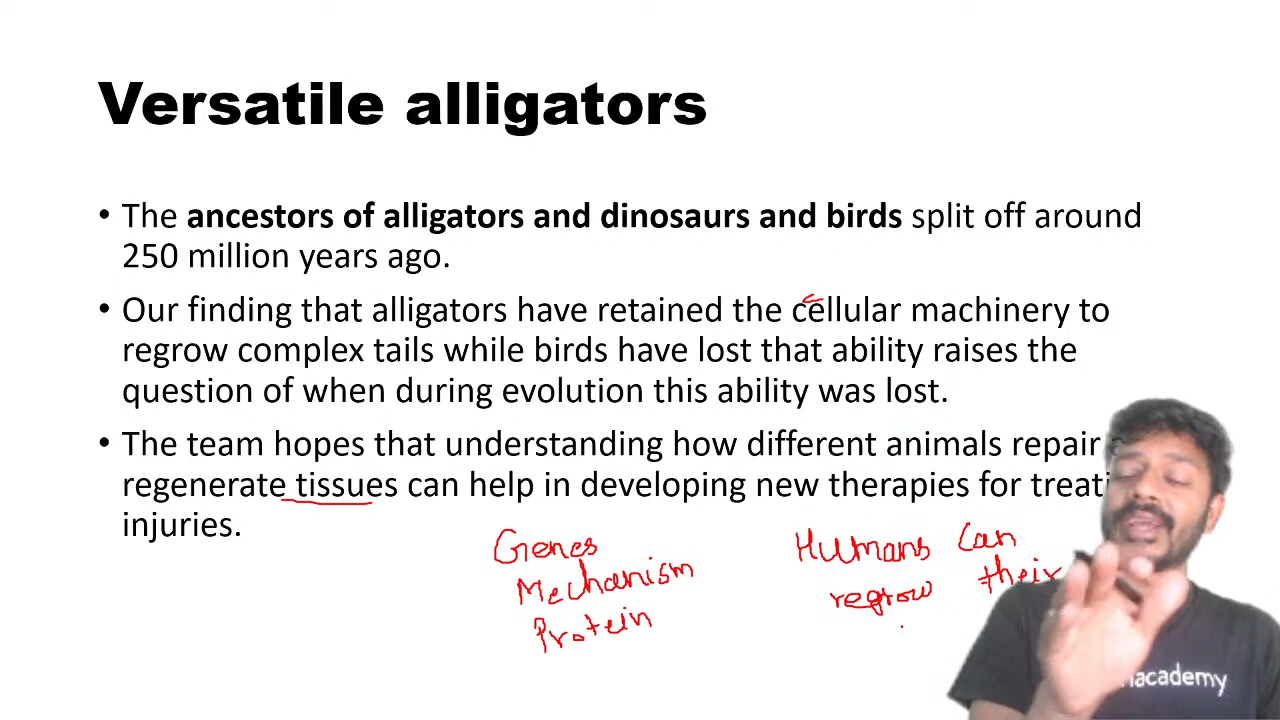 Versatile alligators
• The ancestors of alligators and dinosaurs and birds split off around
250 million years ago.
• Our finding that alligators have retained the cellular machinery to
regrow complex tails while birds have lost that ability raises the
question of when during evolution this ability was lost.
• The team hopes that understanding how different animals repair
regenerate tissues can help in developing new therapies for
injuries.
Genes
Mechanism
Protein
Humans can
regrow their